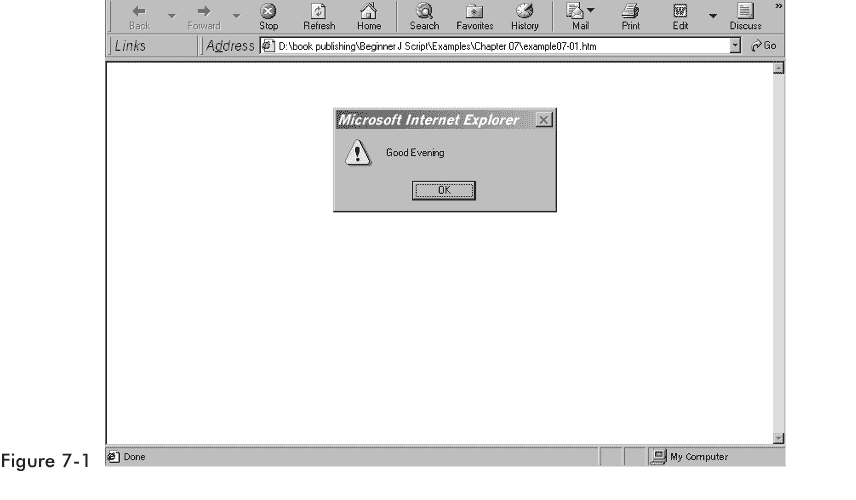 Back Forward Stop Refresh Home Search Favorites History Mail Print Edit Discuss »
Links Address D:\book publishing\Beginner J Script\Examples\Chapter 07\example07-01.htm Go
Microsoft Internet Explorer
Good Evening
OK
Done My Computer
Figure 7-1